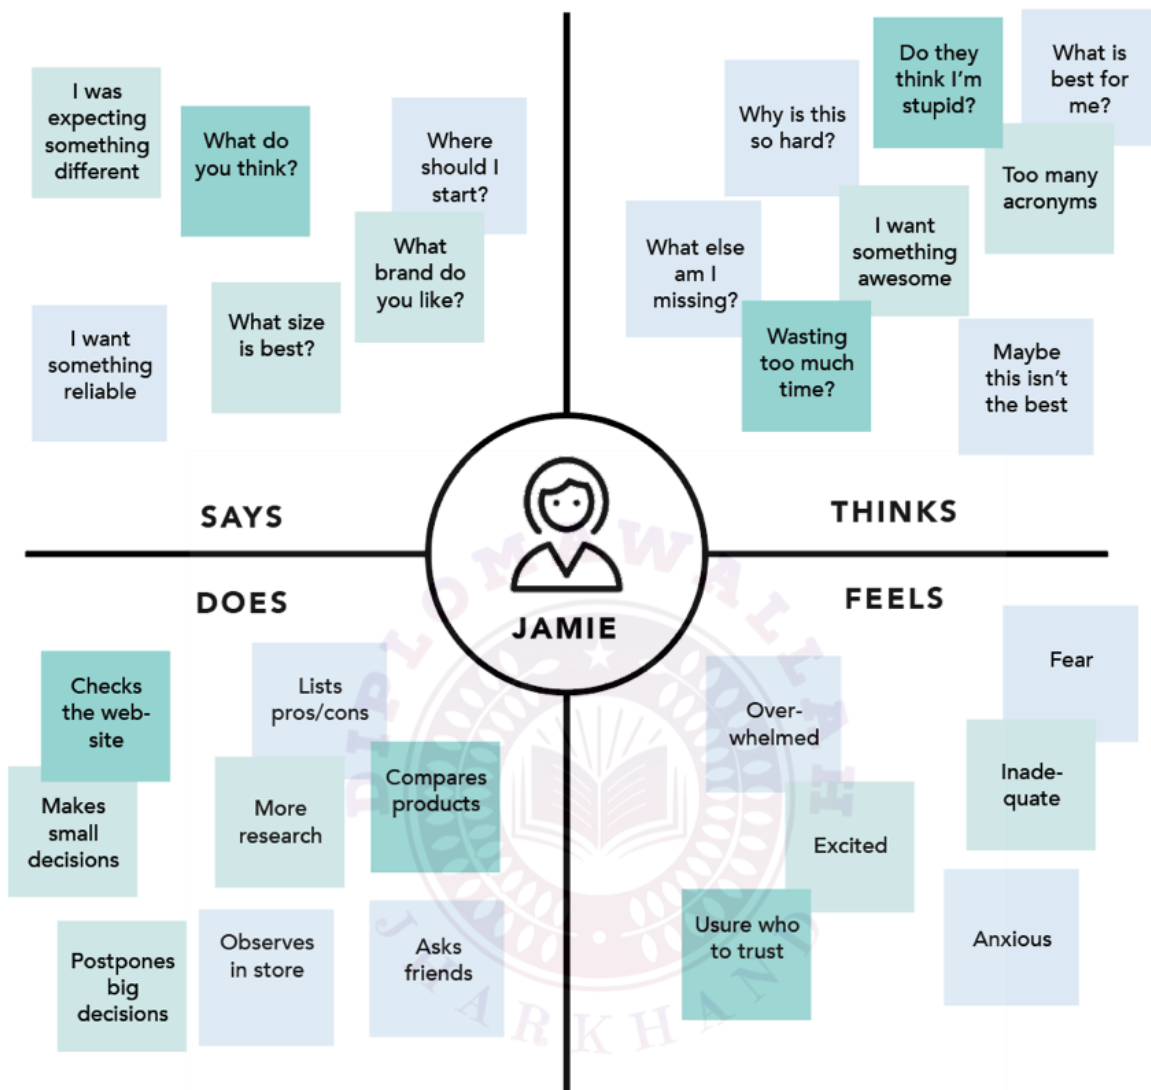 I was
expecting
something
different
What do
you think?
Where
should I
start?
What
brand do
you like?
What size
is best?
I want
something
reliable
SAYS
Do they
think I'm
stupid?
What is
best for
me?
Why is this
so hard?
Too many
acronyms
I want
something
awesome
What else
am I
missing?
Wasting
too much
time?
Maybe
this isn't
the best
THINKS
JAMIE
DOES
Checks
the web-
site
Lists
pros/cons
Compares
products
More
research
Makes
small
decisions
Postpones
big
decisions
Observes
in store
Asks
friends
FEELS
Fear
Over-
whelmed
Inade-
quate
Excited
Usure who
to trust
Anxious
DIPLOMA WALLAH
JHARKHAND